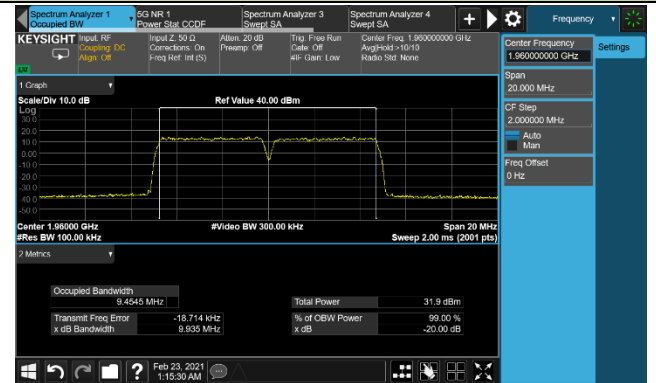 Spectrum Analyzer 1
Occupied BW
5G NR 1
Power Stat CCDF
Spectrum Analyzer 3
Swept SA
Spectrum Analyzer 4
Swept SA
Frequency
KEYSIGHT
Input: RF
Coupling: DC
Align: Off
Input Z: 50 Ω
Corrections: On
Freq Ref: Int (S)
Atten: 20 dB
Preamp: Off
Trig: Free Run
Gate: Off
#IF Gain: Low
Center Freq: 1.960000000 GHz
Avg|Hold:>10/10
Radio Std: None
Center Frequency
1.960000000 GHz
Settings
Span
20.000 MHz
CF Step
2.000000 MHz
Auto
Man
Freq Offset
0 Hz
1 Graph
Scale/Div 10.0 dB
Ref Value 40.00 dBm
Log
30.0
20.0
10.0
0.00
-10.0
-20.0
-30.0
-40.0
-50.0
Center 1.96000 GHz
#Video BW 300.00 kHz
Span 20 MHz
#Res BW 100.00 kHz
Sweep 2.00 ms (2001 pts)
2 Metrics
Occupied Bandwidth
9.4545 MHz
Total Power
31.9 dBm
Transmit Freq Error
-18.714 kHz
% of OBW Power
99.00 %
x dB Bandwidth
9.935 MHz
x dB
-20.00 dB
Feb 23, 2021
1:15:30 AM